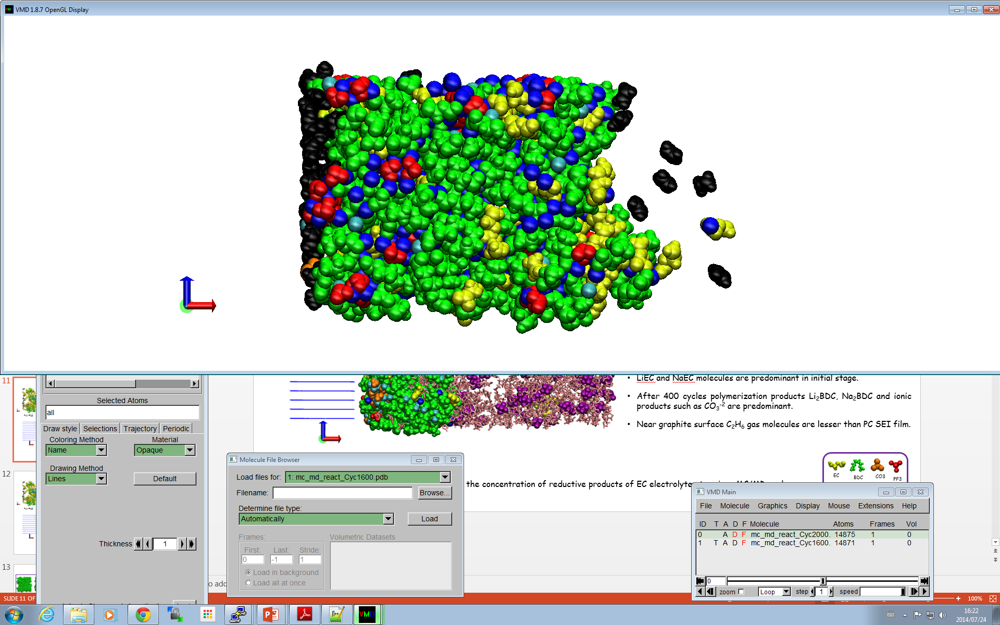 VMD 1.8.7 OpenGL Display
11
Selected Atoms
all
Draw style
Selections
Trajectory
Periodic
Coloring Method
Material
Name
Opaque
Drawing Method
Lines
Default
Thickness
1
12
13
• LiEC and NaEC molecules are predominant in initial stage.
• After 400 cycles polymerization products Li2BDC, Na2BDC and ionic
products such as CO3-2 are predominant.
• Near graphite surface C2H6 gas molecules are lesser than PC SEI film.
EC
BDC
CO3
PF3
the concentration of reductive products of EC
Molecule File Browser
Load files for:
1: mc_md_react_Cyc1600.pdb
Filename:
Browse...
Determine file type:
Automatically
Load
Frames:
Volumetric Datasets
First:
Last:
Stride:
0
-1
1
Load in background
Load all at once
VMD Main
File Molecule Graphics Display Mouse Extensions Help
ID T A D F Molecule Atoms Frames Vol
0 A D F mc_md_react_Cyc2000. 14875 1 0
1 T A D F mc_md_react_Cyc1600. 14871 1 0
0
zoom
Loop
step
1
speed
SLIDE 11 OF
100%
n++
VMD
16:22
2014/07/24